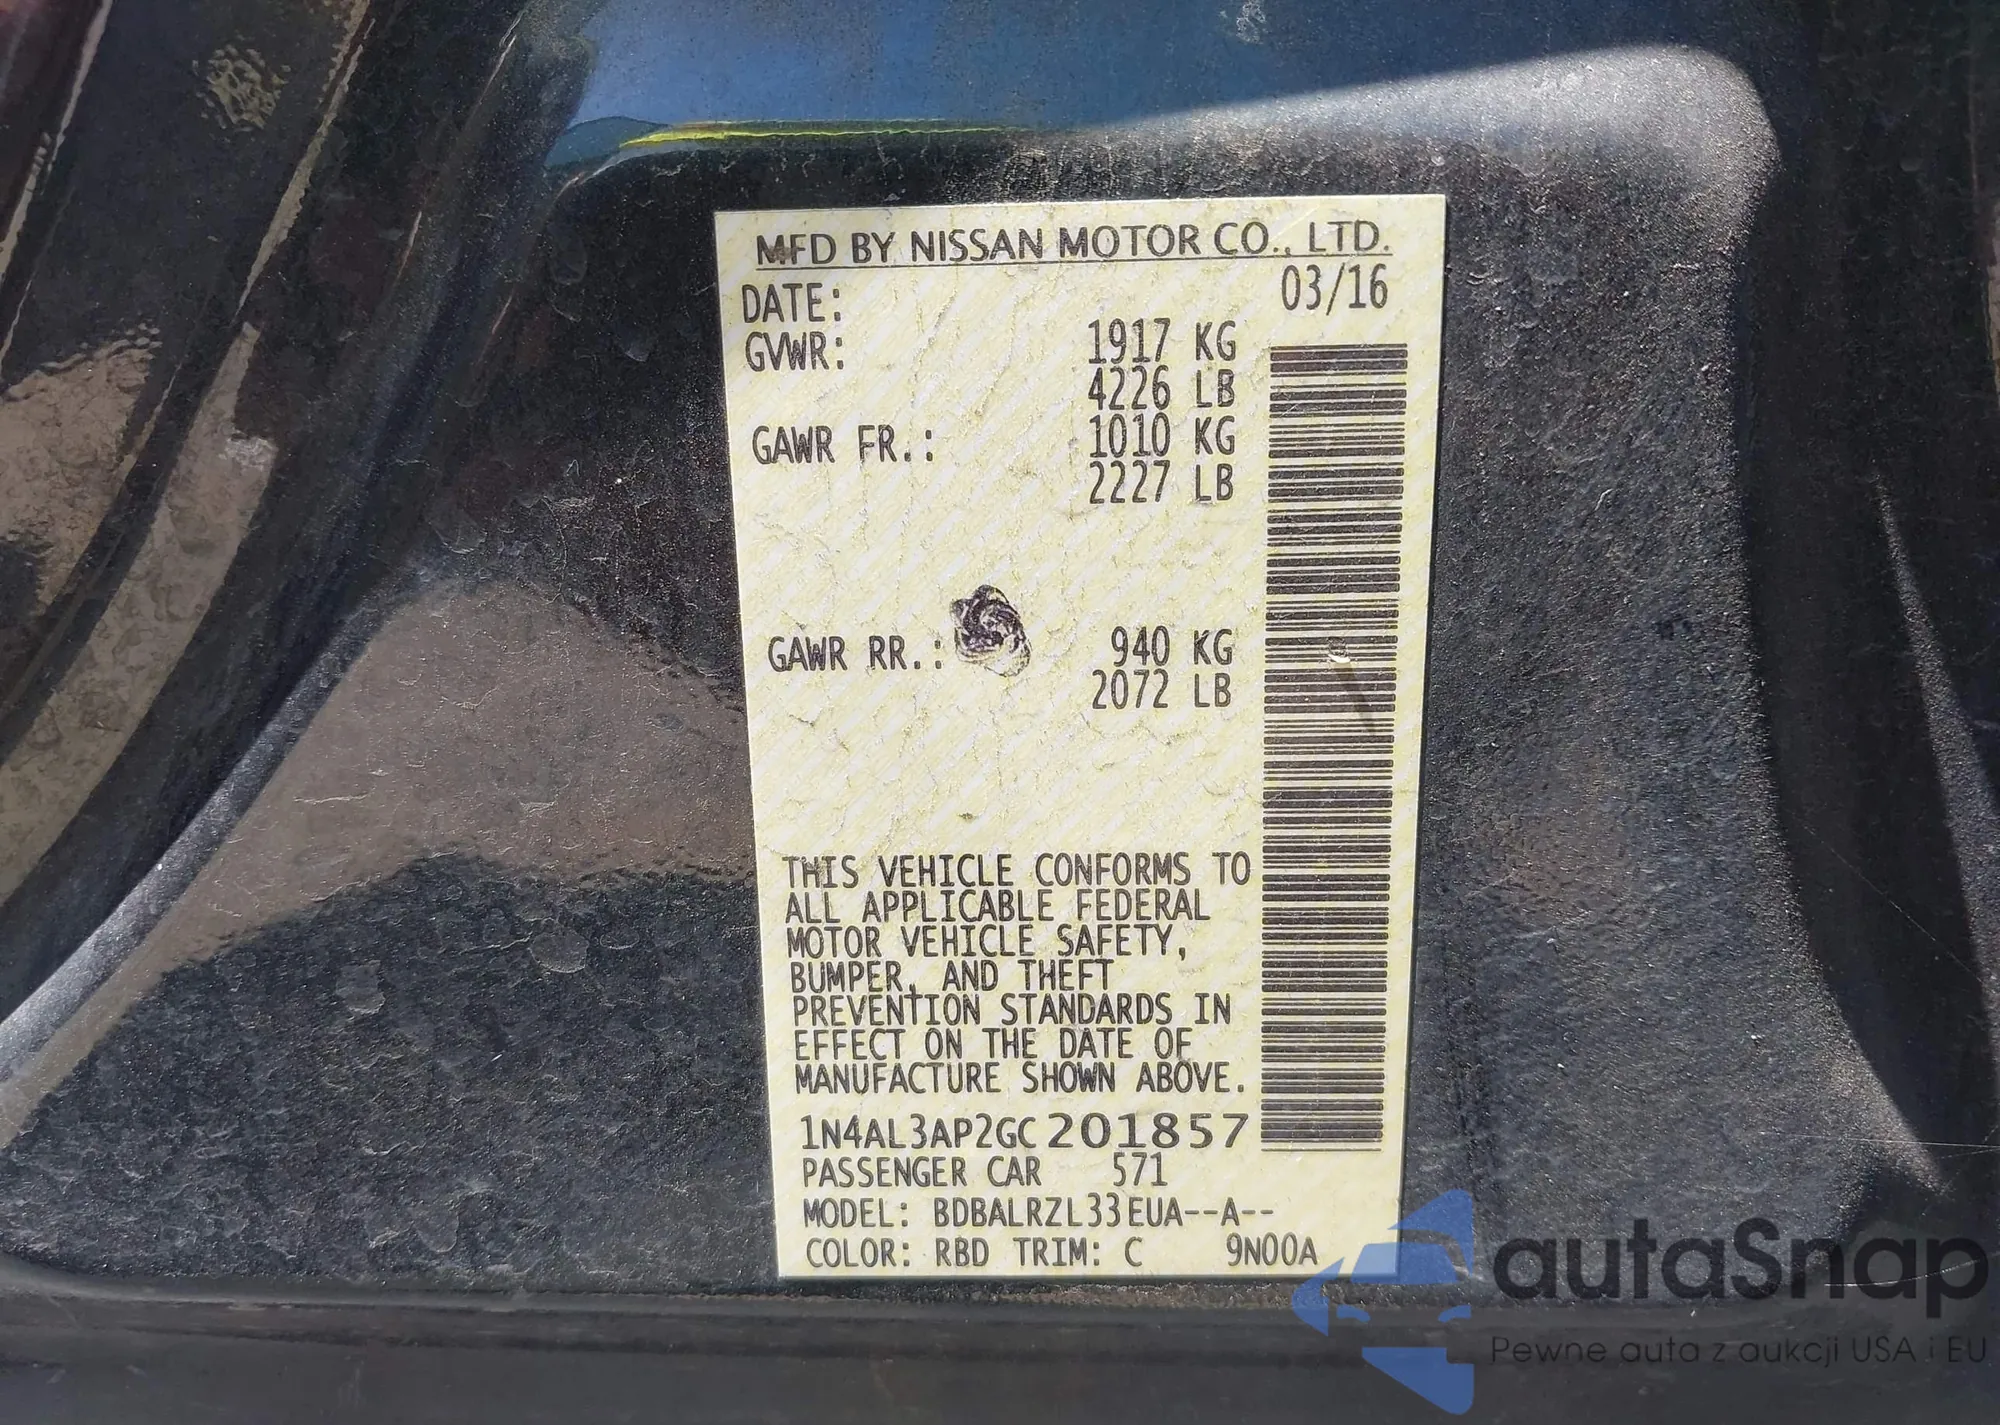 MFD BY NISSAN MOTOR CO., LTD.
DATE: 03/16
GVWR: 1917 KG
4226 LB
GAWR FR.: 1010 KG
2227 LB
GAWR RR.: 940 KG
2072 LB
THIS VEHICLE CONFORMS TO
ALL APPLICABLE FEDERAL
MOTOR VEHICLE SAFETY,
BUMPER, AND THEFT
PREVENTION STANDARDS IN
EFFECT ON THE DATE OF
MANUFACTURE SHOWN ABOVE.
1N4AL3AP2GC201857
PASSENGER CAR 571
MODEL: BDBALRZL33EUA--A--
COLOR: RBD TRIM: C 9N00A
autaSnap
Pewne auta z aukcji USA i EU